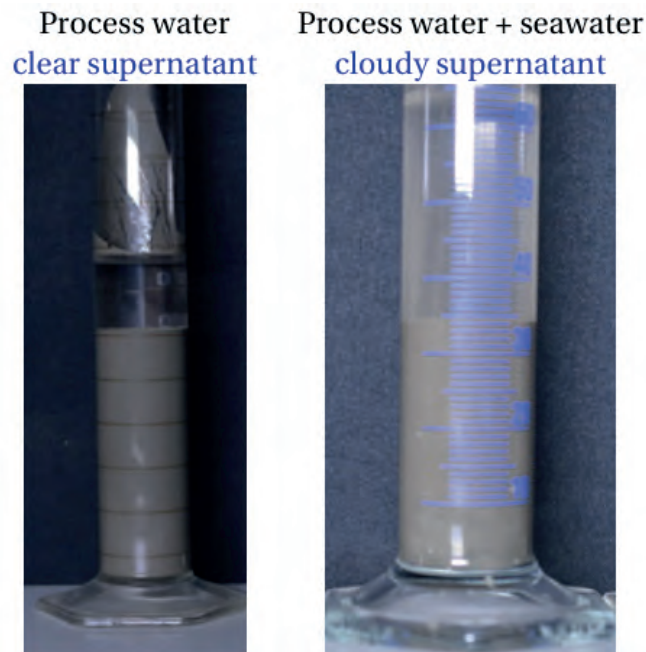 Process water
clear supernatant
Process water + seawater
cloudy supernatant